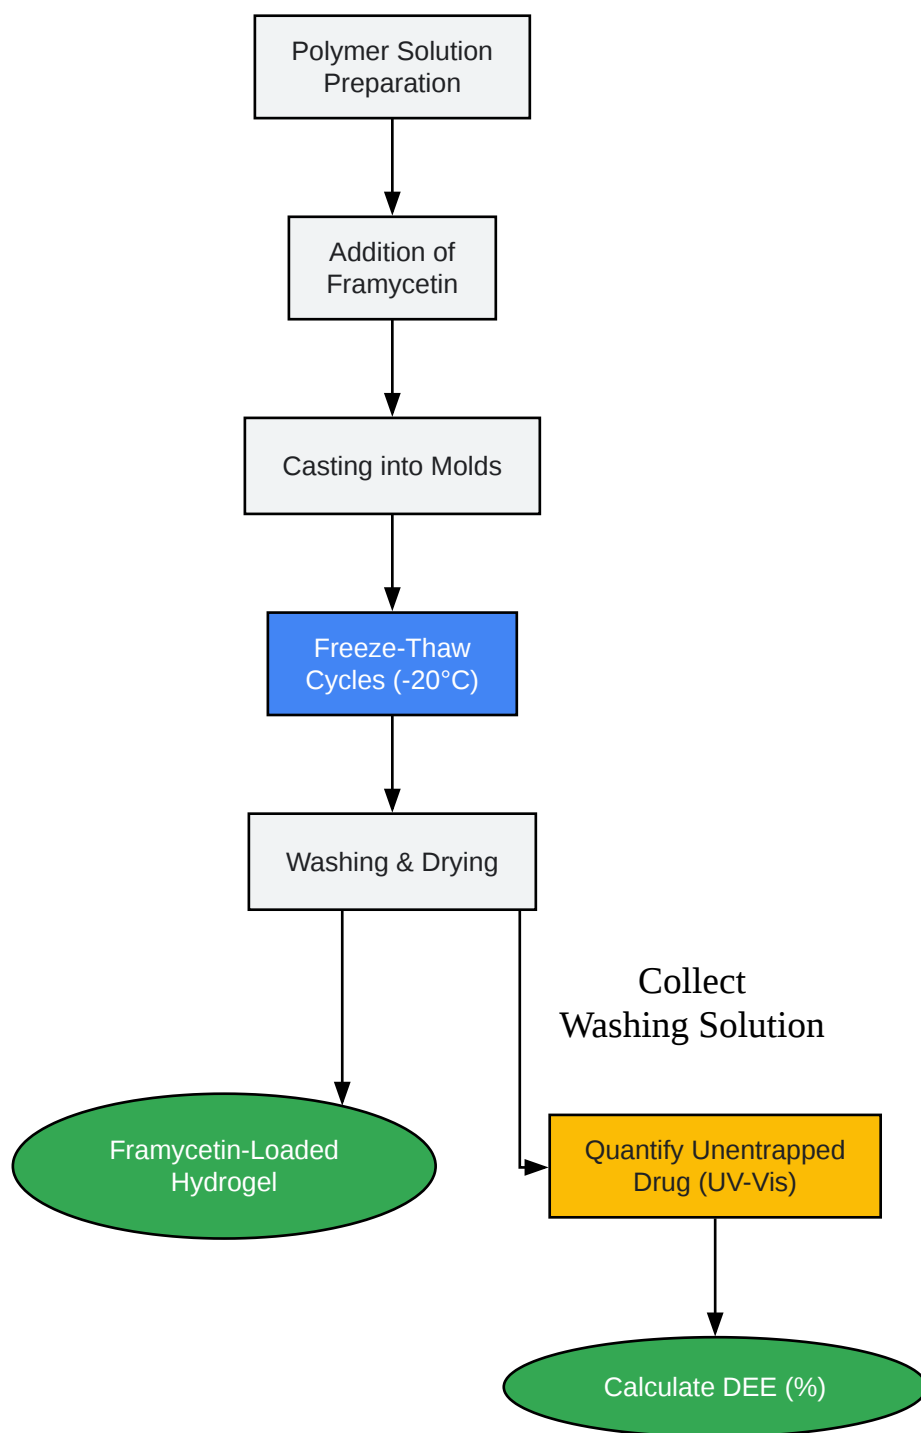 Polymer Solution
Preparation
Addition of
Framycetin
Casting into Molds
Freeze-Thaw
Cycles (-20°C)
Washing & Drying
Collect
Washing Solution
Framycetin-Loaded
Hydrogel
Quantify Unentrapped
Drug (UV-Vis)
Calculate DEE (%)